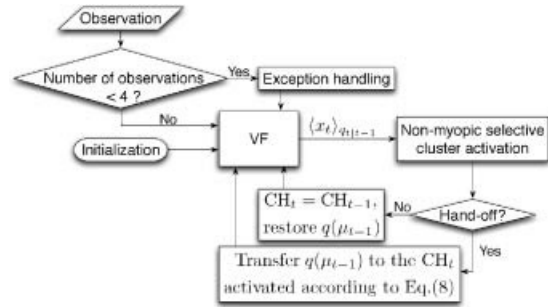 Observation
Number of observations
< 4 ?
Yes
Exception handling
No
Initialization
VF
⟨x_t⟩_{q_{t|t-1}}
Non-myopic selective
cluster activation
Hand-off?
No
CH_t = CH_{t-1},
restore q(μ_{t-1})
Yes
Transfer q(μ_{t-1}) to the CH_t
activated according to Eq.(8)